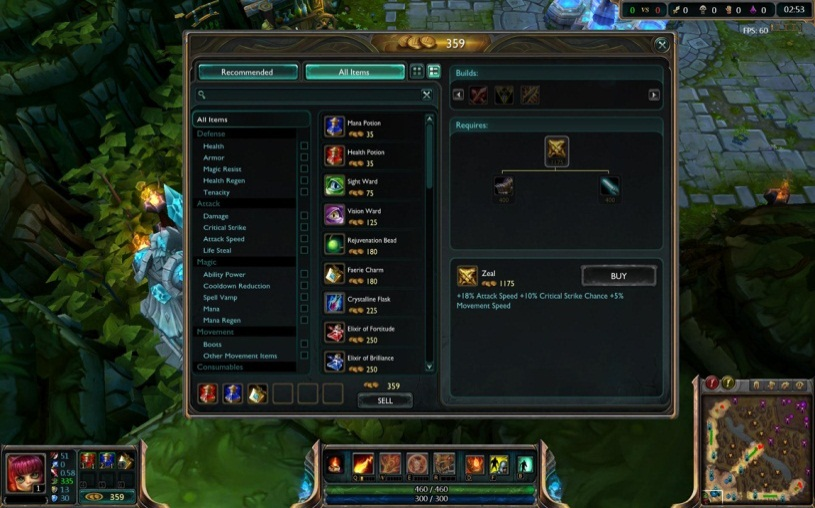 0 vs 0 0 0 0 0 02:53
FPS: 60
359
Recommended
All Items
Builds:
All Items
Defense
Health
Armor
Magic Resist
Health Regen
Tenacity
Attack
Damage
Critical Strike
Attack Speed
Life Steal
Magic
Ability Power
Cooldown Reduction
Spell Vamp
Mana
Mana Regen
Movement
Boots
Other Movement Items
Consumables
Mana Potion
35
Health Potion
35
Sight Ward
75
Vision Ward
125
Rejuvenation Bead
180
Faerie Charm
180
Crystalline Flask
225
Elixir of Fortitude
250
Elixir of Brilliance
250
Requires:
400
Zeal
1175
BUY
+18% Attack Speed +10% Critical Strike Chance +5%
Movement Speed
359
SELL
1
51
0
0.58
335
13
30
359
460 / 460
300 / 300